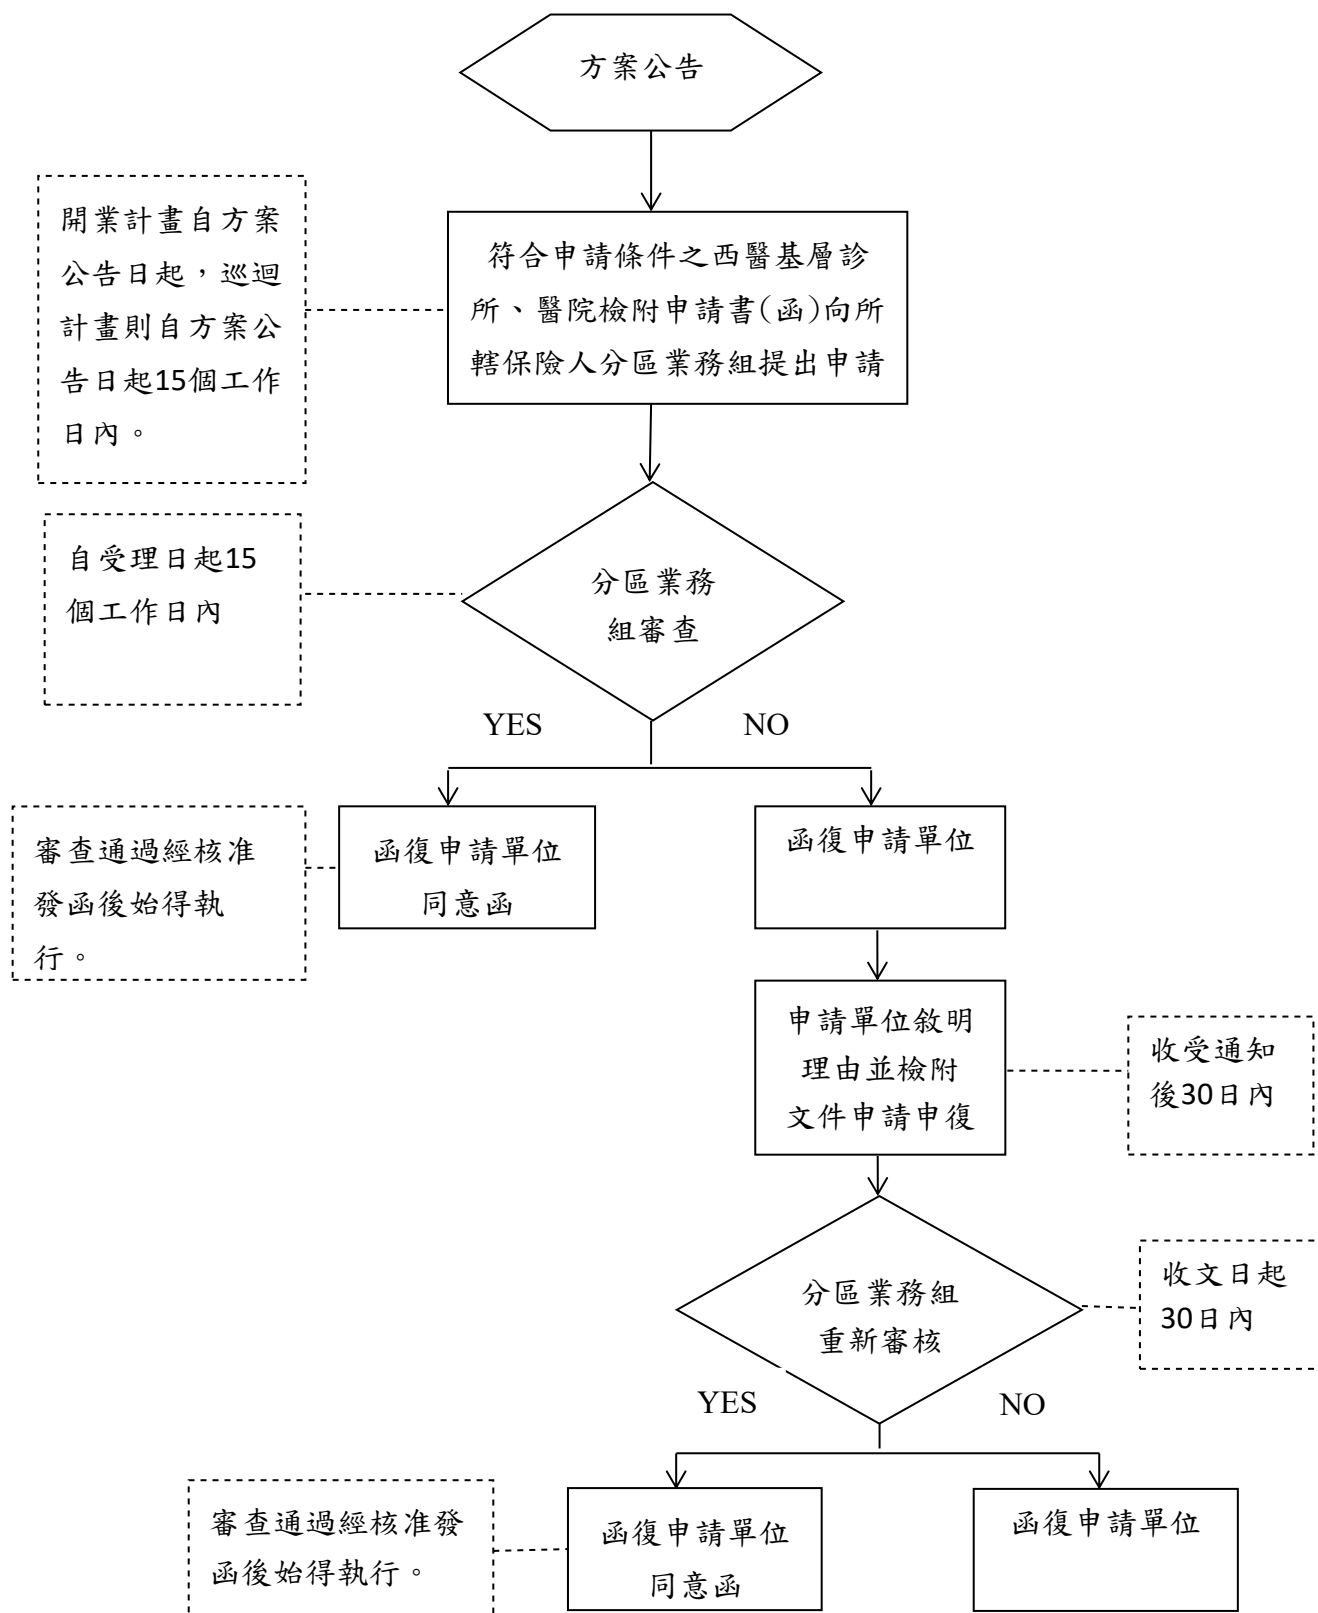 方案公告
開業計畫自方案
公告日起，巡迴
計畫則自方案公
告日起15個工作
日內。
符合申請條件之西醫基層診
所、醫院檢附申請書(函)向所
轄保險人分區業務組提出申請
自受理日起15
個工作日內
分區業務
組審查
YES
NO
審查通過經核准
發函後始得執
行。
函復申請單位
同意函
函復申請單位
申請單位敘明
理由並檢附
文件申請申復
收受通知
後30日內
分區業務組
重新審核
收文日起
30日內
YES
NO
審查通過經核准發
函後始得執行。
函復申請單位
同意函
函復申請單位